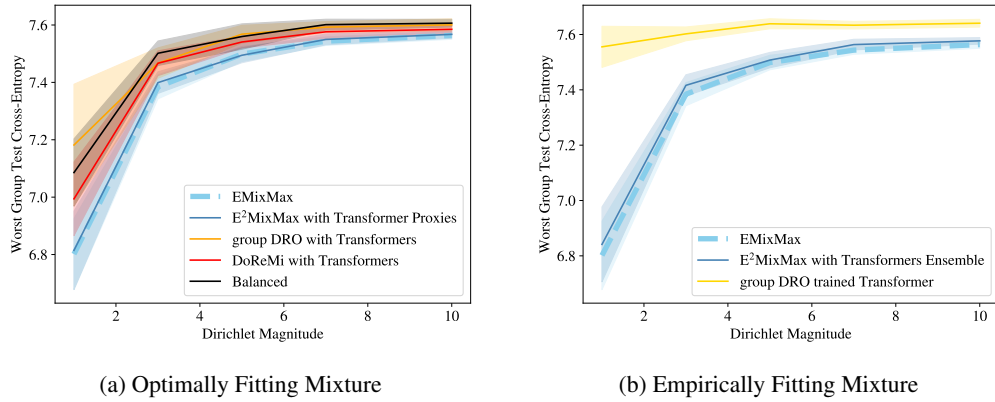 Worst Group Test Cross-Entropy
7.6
7.4
7.2
7.0
6.8
EMixMax
E²MixMax with Transformer Proxies
group DRO with Transformers
DoReMi with Transformers
Balanced
2
4
6
8
10
Dirichlet Magnitude
(a) Optimally Fitting Mixture
Worst Group Test Cross-Entropy
7.6
7.4
7.2
7.0
6.8
EMixMax
E²MixMax with Transformers Ensemble
group DRO trained Transformer
2
4
6
8
10
Dirichlet Magnitude
(b) Empirically Fitting Mixture